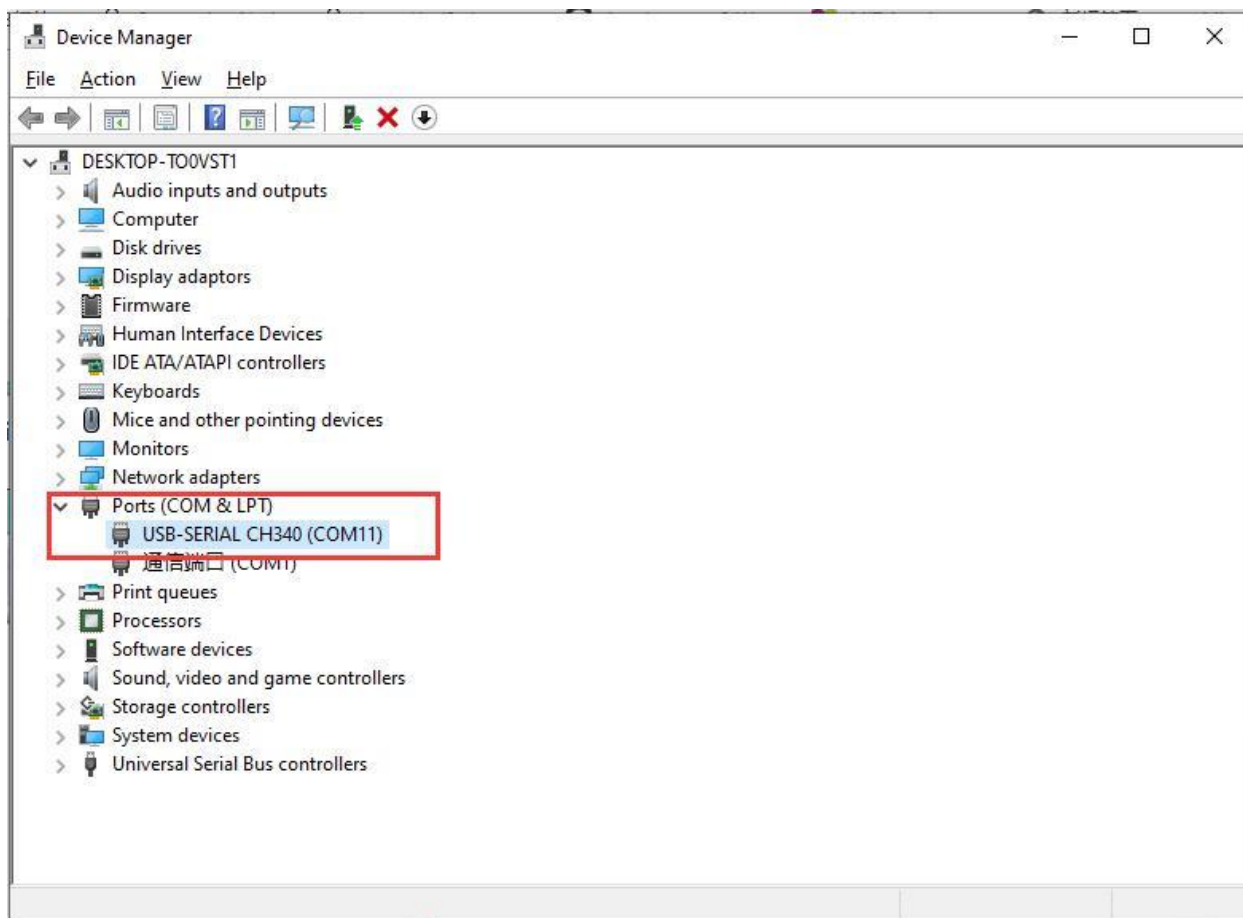 Device Manager
File Action View Help
DESKTOP-TO0VST1
Audio inputs and outputs
Computer
Disk drives
Display adaptors
Firmware
Human Interface Devices
IDE ATA/ATAPI controllers
Keyboards
Mice and other pointing devices
Monitors
Network adapters
Ports (COM & LPT)
USB-SERIAL CH340 (COM11)
通信端口 (COM1)
Print queues
Processors
Software devices
Sound, video and game controllers
Storage controllers
System devices
Universal Serial Bus controllers